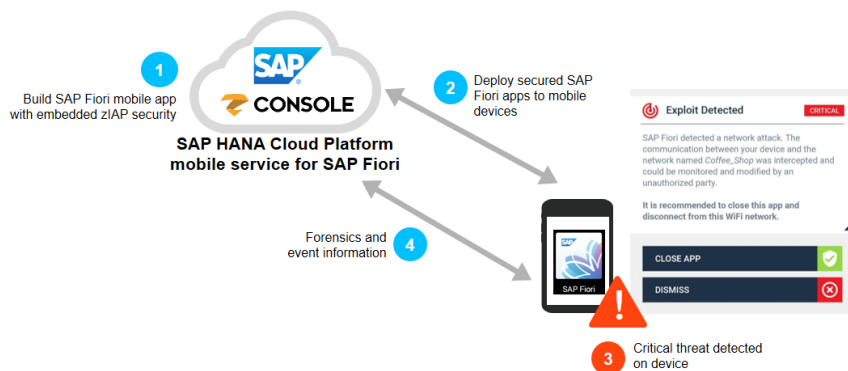 1
Build SAP Fiori mobile app
with embedded zIAP security
SAP
CONSOLE
SAP HANA Cloud Platform
mobile service for SAP Fiori
2
Deploy secured SAP
Fiori apps to mobile
devices
Exploit Detected
CRITICAL
SAP Fiori detected a network attack. The
communication between your device and the
network named Coffee_Shop was intercepted and
could be monitored and modified by an
unauthorized party.
It is recommended to close this app and
disconnect from this WiFi network.
CLOSE APP
DISMISS
Forensics and
event information
4
SAP
SAP Fiori
!
3
Critical threat detected
on device